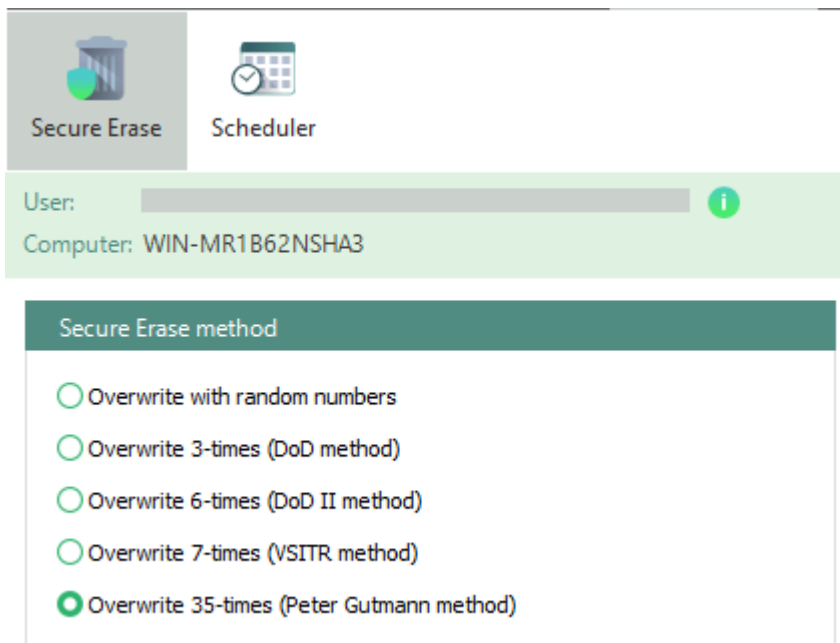 Secure Erase
Scheduler
User:
Computer: WIN-MR1B62NSHA3
Secure Erase method
Overwrite with random numbers
Overwrite 3-times (DoD method)
Overwrite 6-times (DoD II method)
Overwrite 7-times (VSITR method)
Overwrite 35-times (Peter Gutmann method)